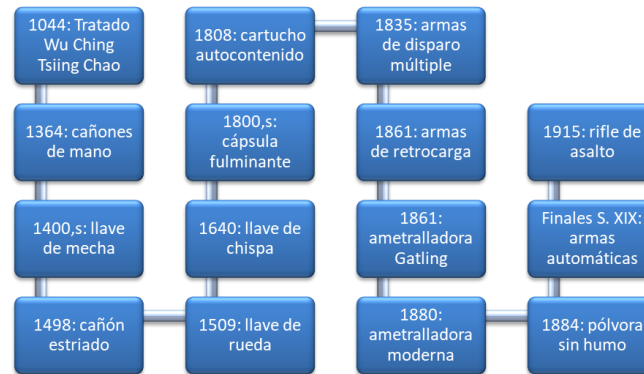 1044: Tratado
Wu Ching
Tsiing Chao
1364: cañones
de mano
1400,s: llave
de mecha
1498: cañón
estriado
1509: llave de
rueda
1640: llave de
chispa
1800,s:
cápsula
fulminante
1808: cartucho
autocontenido
1835: armas
de disparo
múltiple
1861: armas
de retrocarga
1861:
ametralladora
Gatling
1880:
ametralladora
moderna
1884: pólvora
sin humo
Finales S. XIX:
armas
automáticas
1915: rifle de
asalto